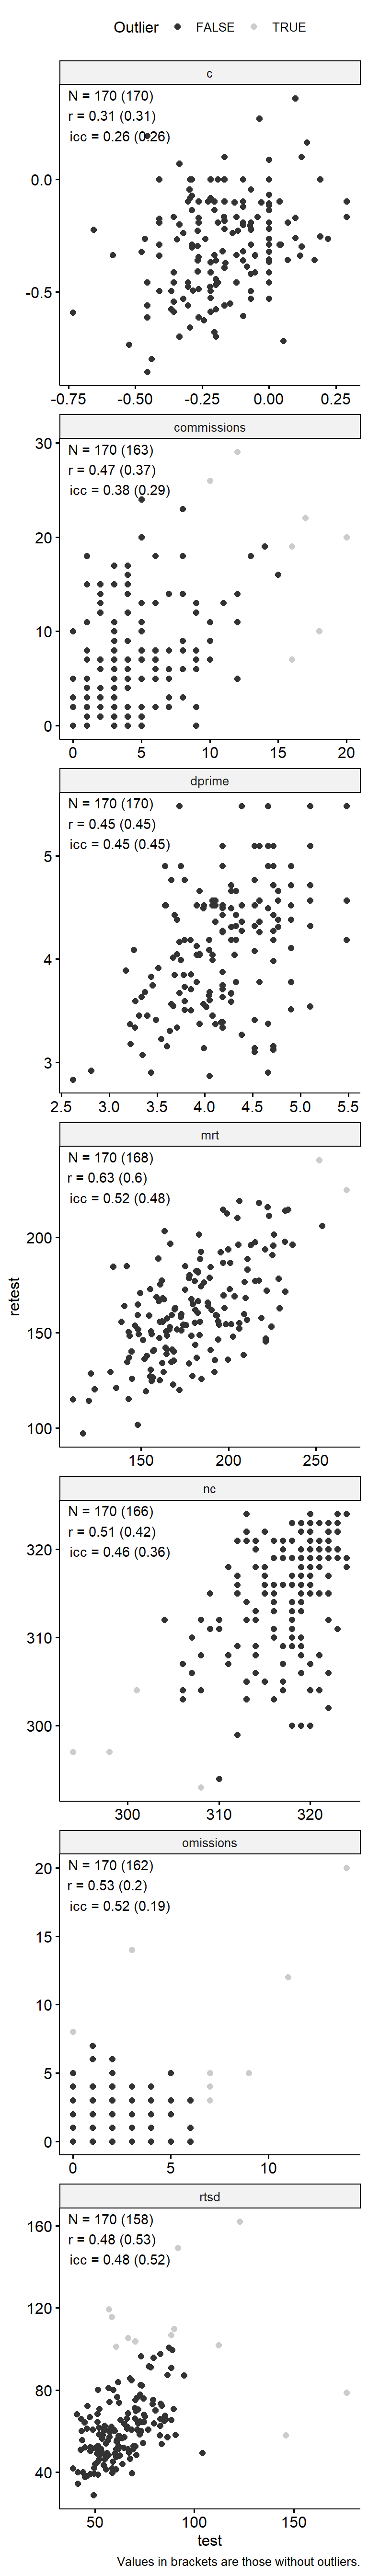 Outlier FALSE TRUE
c
N = 170 (170)
r = 0.31 (0.31)
icc = 0.26 (0.26)
0.0
-0.5
-0.75 -0.50 -0.25 0.00 0.25
commissions
30
N = 170 (163)
r = 0.47 (0.37)
icc = 0.38 (0.29)
20
10
0
0 5 10 15 20
dprime
N = 170 (170)
r = 0.45 (0.45)
icc = 0.45 (0.45)
5
4
3
2.5 3.0 3.5 4.0 4.5 5.0 5.5
mrt
N = 170 (168)
r = 0.63 (0.6)
icc = 0.52 (0.48)
200
150
100
150 200 250
retest
nc
N = 170 (166)
r = 0.51 (0.42)
icc = 0.46 (0.36)
320
310
300
300 310 320
omissions
20
N = 170 (162)
r = 0.53 (0.2)
icc = 0.52 (0.19)
15
10
5
0
0 5 10
rtsd
N = 170 (158)
160
r = 0.48 (0.53)
icc = 0.48 (0.52)
120
80
40
50 100 150
test
Values in brackets are those without outliers.